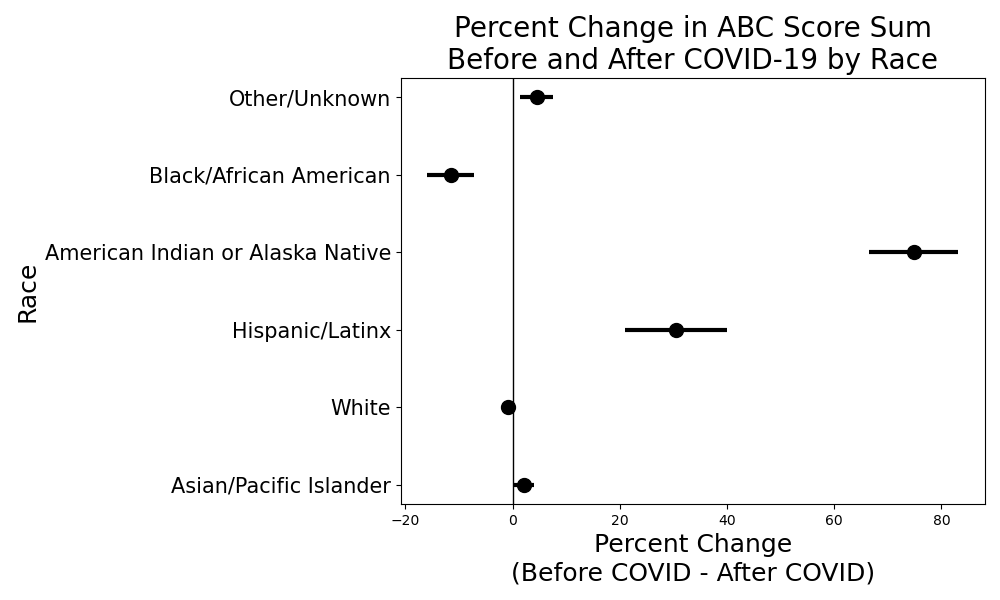 Percent Change in ABC Score Sum
Before and After COVID-19 by Race
Other/Unknown
Black/African American
American Indian or Alaska Native
Hispanic/Latinx
White
Asian/Pacific Islander
Race
−20 0 20 40 60 80
Percent Change
(Before COVID - After COVID)